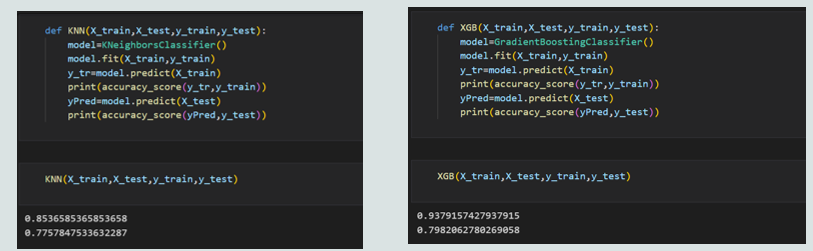 def KNN(X_train,X_test,y_train,y_test):
    model=KNeighborsClassifier()
    model.fit(X_train,y_train)
    y_tr=model.predict(X_train)
    print(accuracy_score(y_tr,y_train))
    yPred=model.predict(X_test)
    print(accuracy_score(yPred,y_test))
KNN(X_train,X_test,y_train,y_test)
0.8536585365853658
0.7757847533632287
def XGB(X_train,X_test,y_train,y_test):
    model=GradientBoostingClassifier()
    model.fit(X_train,y_train)
    y_tr=model.predict(X_train)
    print(accuracy_score(y_tr,y_train))
    yPred=model.predict(X_test)
    print(accuracy_score(yPred,y_test))
XGB(X_train,X_test,y_train,y_test)
0.9379157427937915
0.7982062780269058